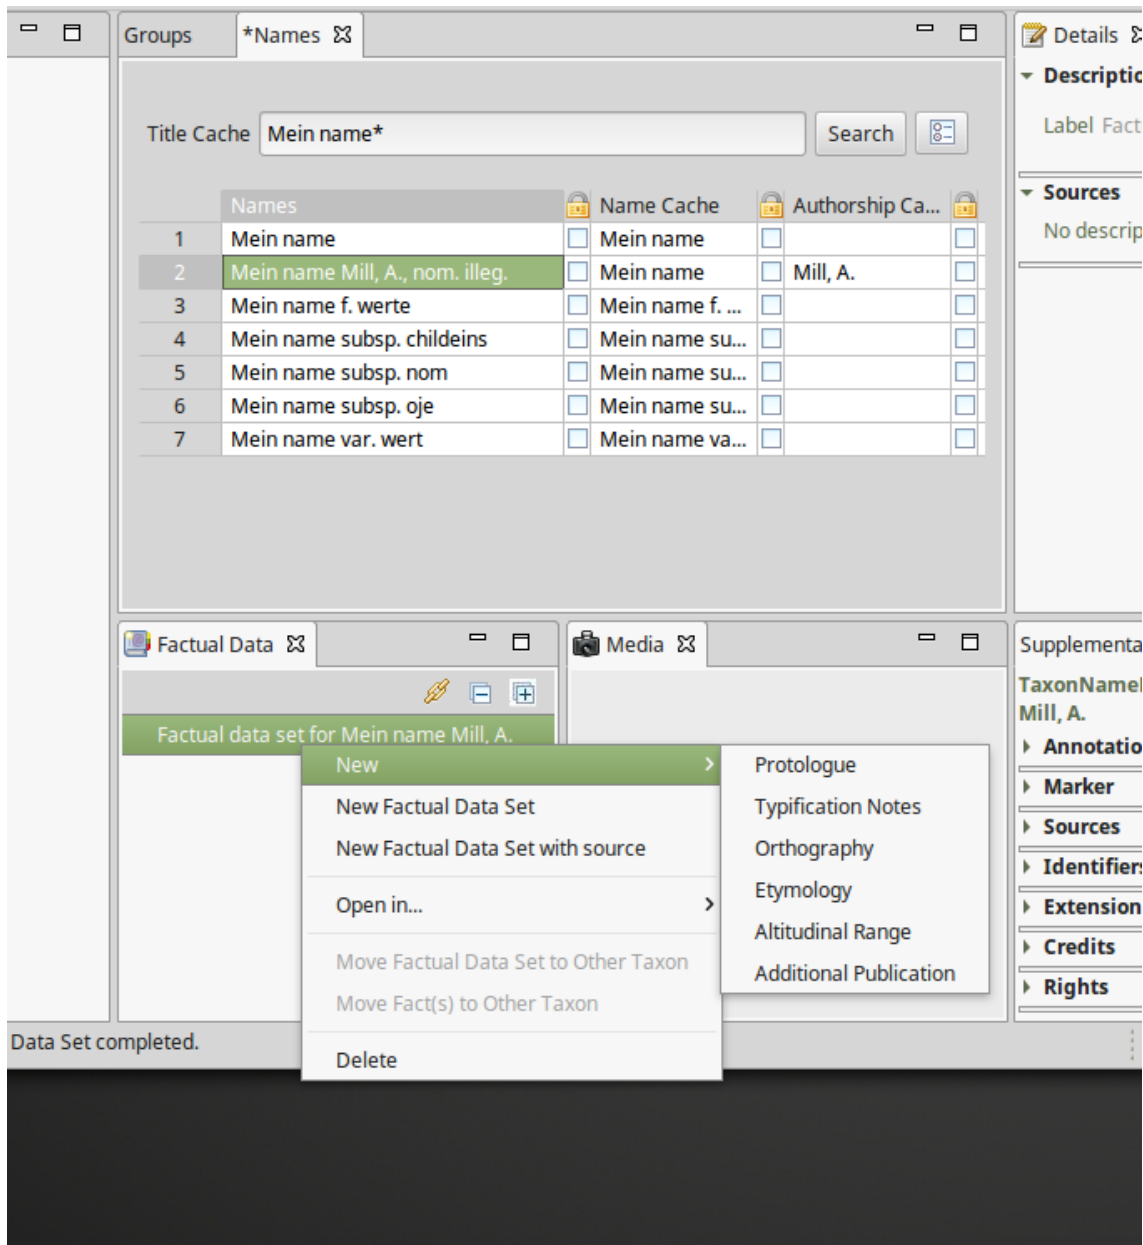 Groups
*Names
Details
Descriptio
Title Cache Mein name* Search
Label Fact
Sources
No descrip
Names Name Cache Authorship Ca...
1 Mein name Mein name
2 Mein name Mill, A., nom. illeg. Mein name Mill, A.
3 Mein name f. werte Mein name f. ...
4 Mein name subsp. childeins Mein name su...
5 Mein name subsp. nom Mein name su...
6 Mein name subsp. oje Mein name su...
7 Mein name var. wert Mein name va...
Factual Data
Media
Supplementa
Factual data set for Mein name Mill, A.
TaxonName
Mill, A.
Annotatio
Marker
Sources
Identifiers
Extension
Credits
Rights
New
New Factual Data Set
New Factual Data Set with source
Open in...
Move Factual Data Set to Other Taxon
Move Fact(s) to Other Taxon
Delete
Protologue
Typification Notes
Orthography
Etymology
Altitudinal Range
Additional Publication
Data Set completed.